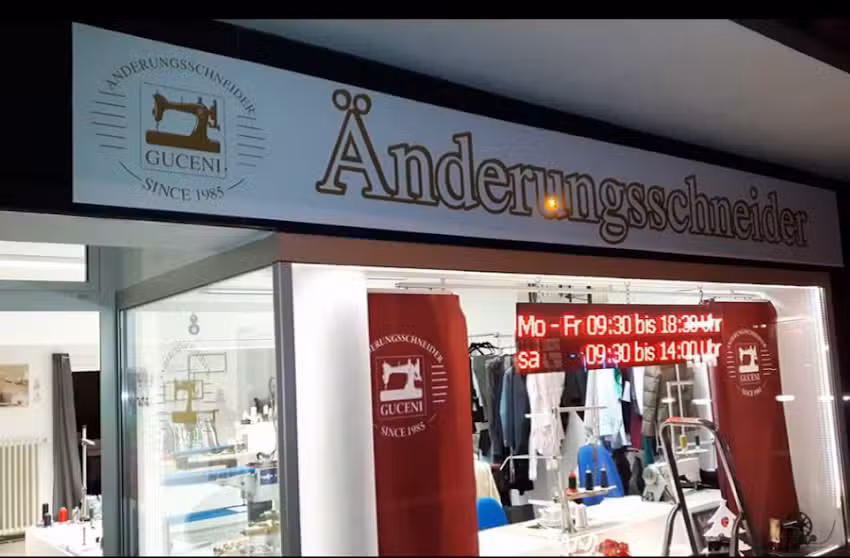 ÄNDERUNGSSCHNEIDER
GUCENI
SINCE 1985
Änderungsschneider
Mo - Fr 09:30 bis 18:30 Uhr
sa 09:30 bis 14:00 Uhr
ÄNDERUNGSSCHNEIDER
GUCENI
SINCE 1985
ÄNDERUNGSSCHNEIDER
GUCENI
SINCE 1985